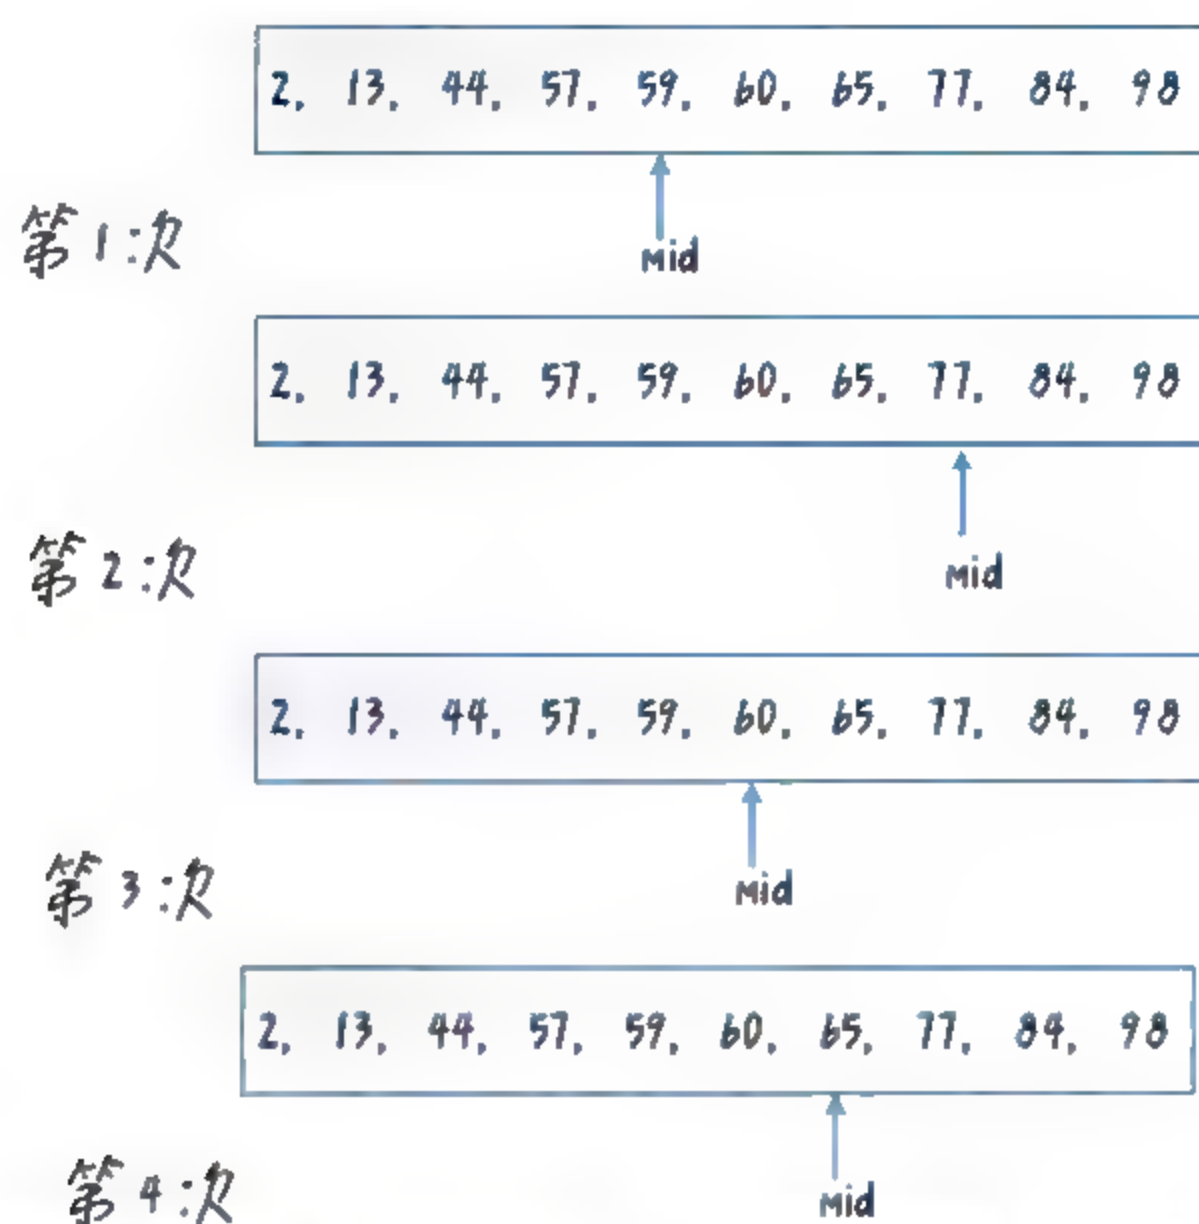 2, 13, 44, 57, 59, 60, 65, 77, 84, 98
Mid
第1次
2, 13, 44, 57, 59, 60, 65, 77, 84, 98
Mid
第2次
2, 13, 44, 57, 59, 60, 65, 77, 84, 98
Mid
第3次
2, 13, 44, 57, 59, 60, 65, 77, 84, 98
Mid
第4次